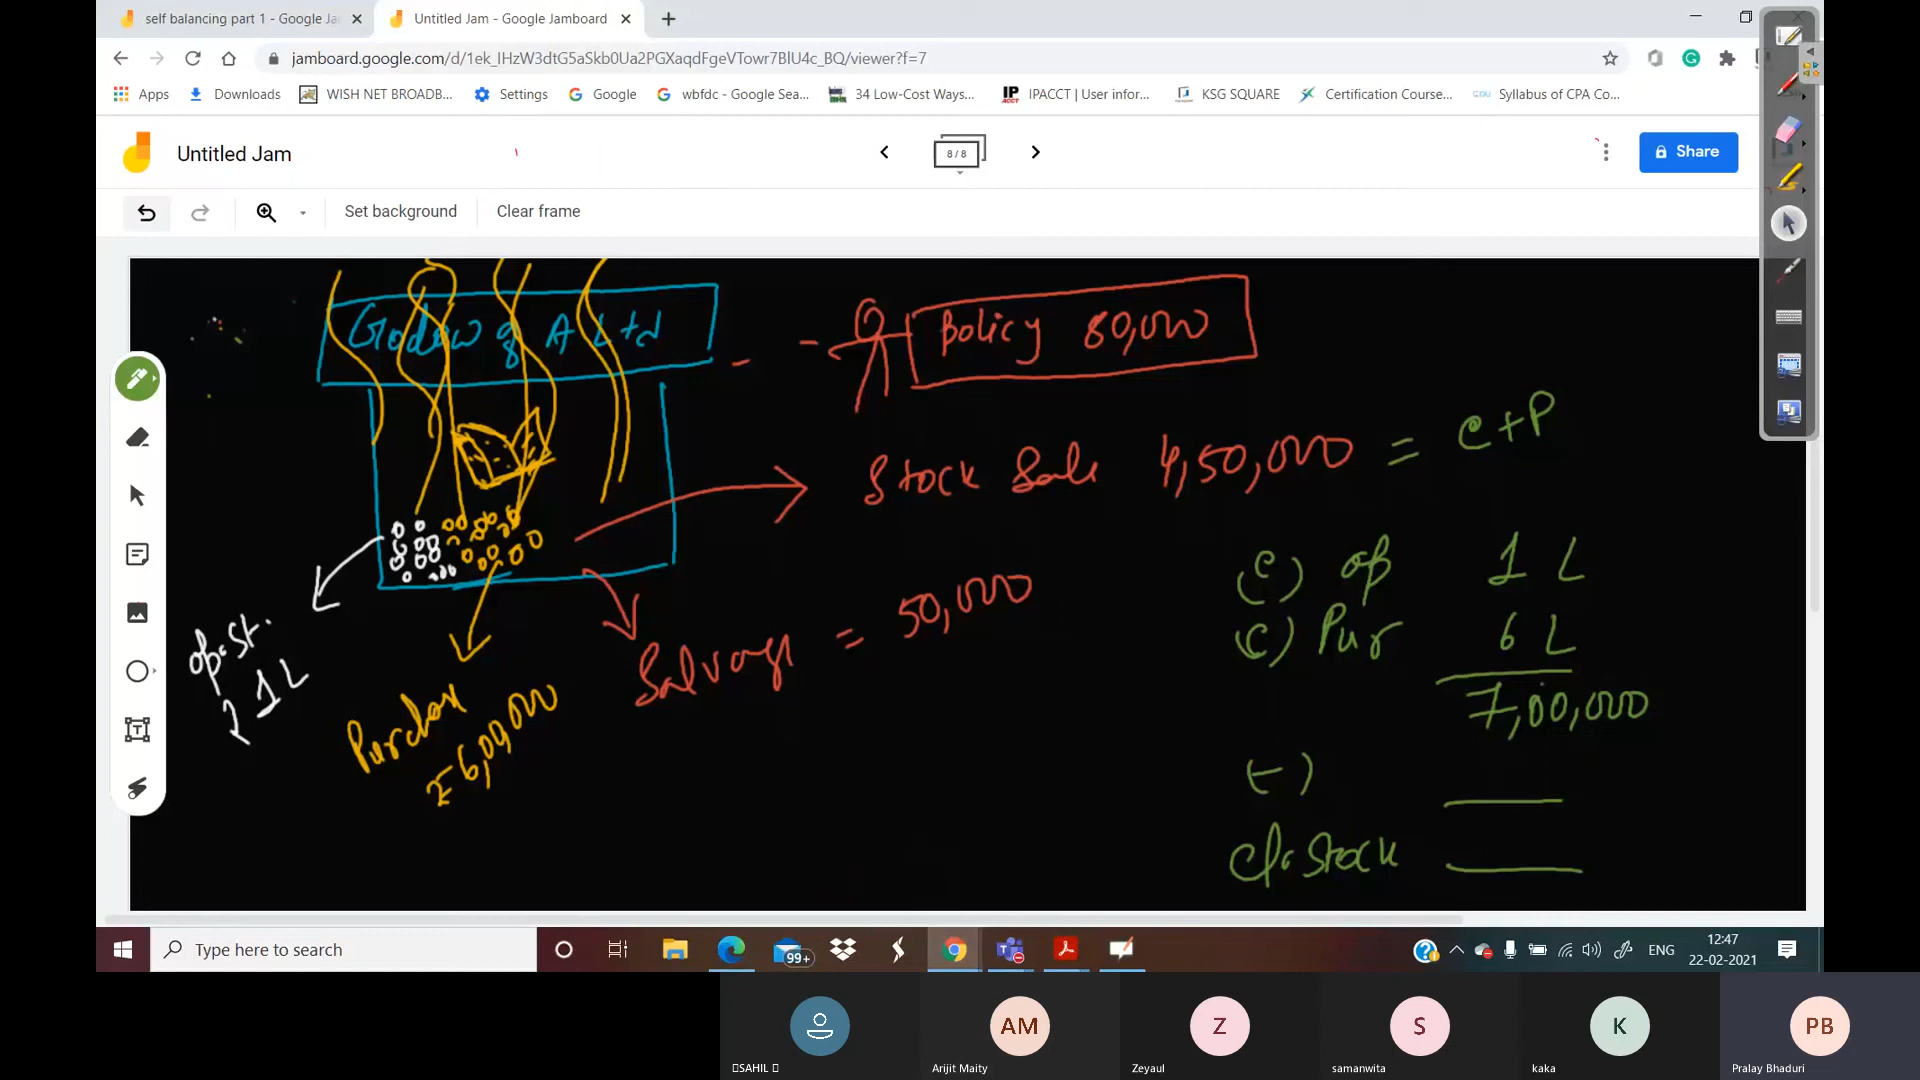 self balancing part 1 - Google Ja
Untitled Jam - Google Jamboard
jamboard.google.com/d/1ek_IHzW3dtG5aSkb0Ua2PGXaqdFgeVTowr7BlU4c_BQ/viewer?f=7
Apps
Downloads
WISH NET BROADB...
Settings
Google
wbfdc - Google Sea...
34 Low-Cost Ways...
IP ACCT
IPACCT | User infor...
KSG SQUARE
Certification Course...
Syllabus of CPA Co...
Untitled Jam
8 / 8
Share
Set background
Clear frame
Godow of A Ltd
Policy 80,000
Stock Sale 4,50,000 = C+P
(C) op 1 L
(C) Pur 6 L
7,00,000
(-)
cl. Stock
Salvage = 50,000
op. St.
₹ 1 L
Purchase
₹ 6,00,000
Type here to search
99+
ENG
12:47
22-02-2021
AM
Z
S
K
PB
SAHIL
Arijit Maity
Zeyaul
samanwita
kaka
Pralay Bhaduri